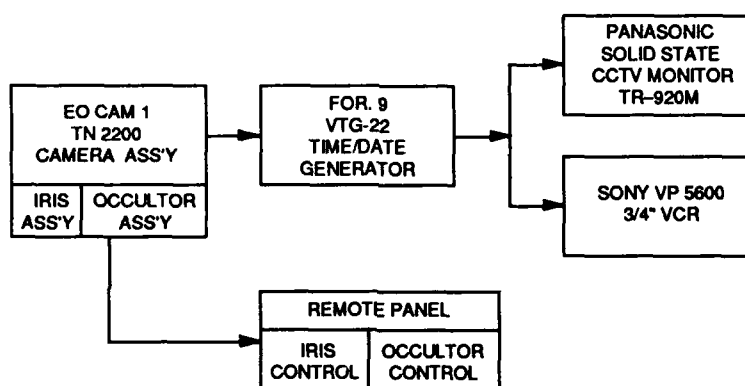 EO CAM 1
TN 2200
CAMERA ASS'Y
IRIS
ASS'Y
OCCULTOR
ASS'Y
FOR. 9
VTG-22
TIME/DATE
GENERATOR
PANASONIC
SOLID STATE
CCTV MONITOR
TR-920M
SONY VP 5600
3/4" VCR
REMOTE PANEL
IRIS
CONTROL
OCCULTOR
CONTROL